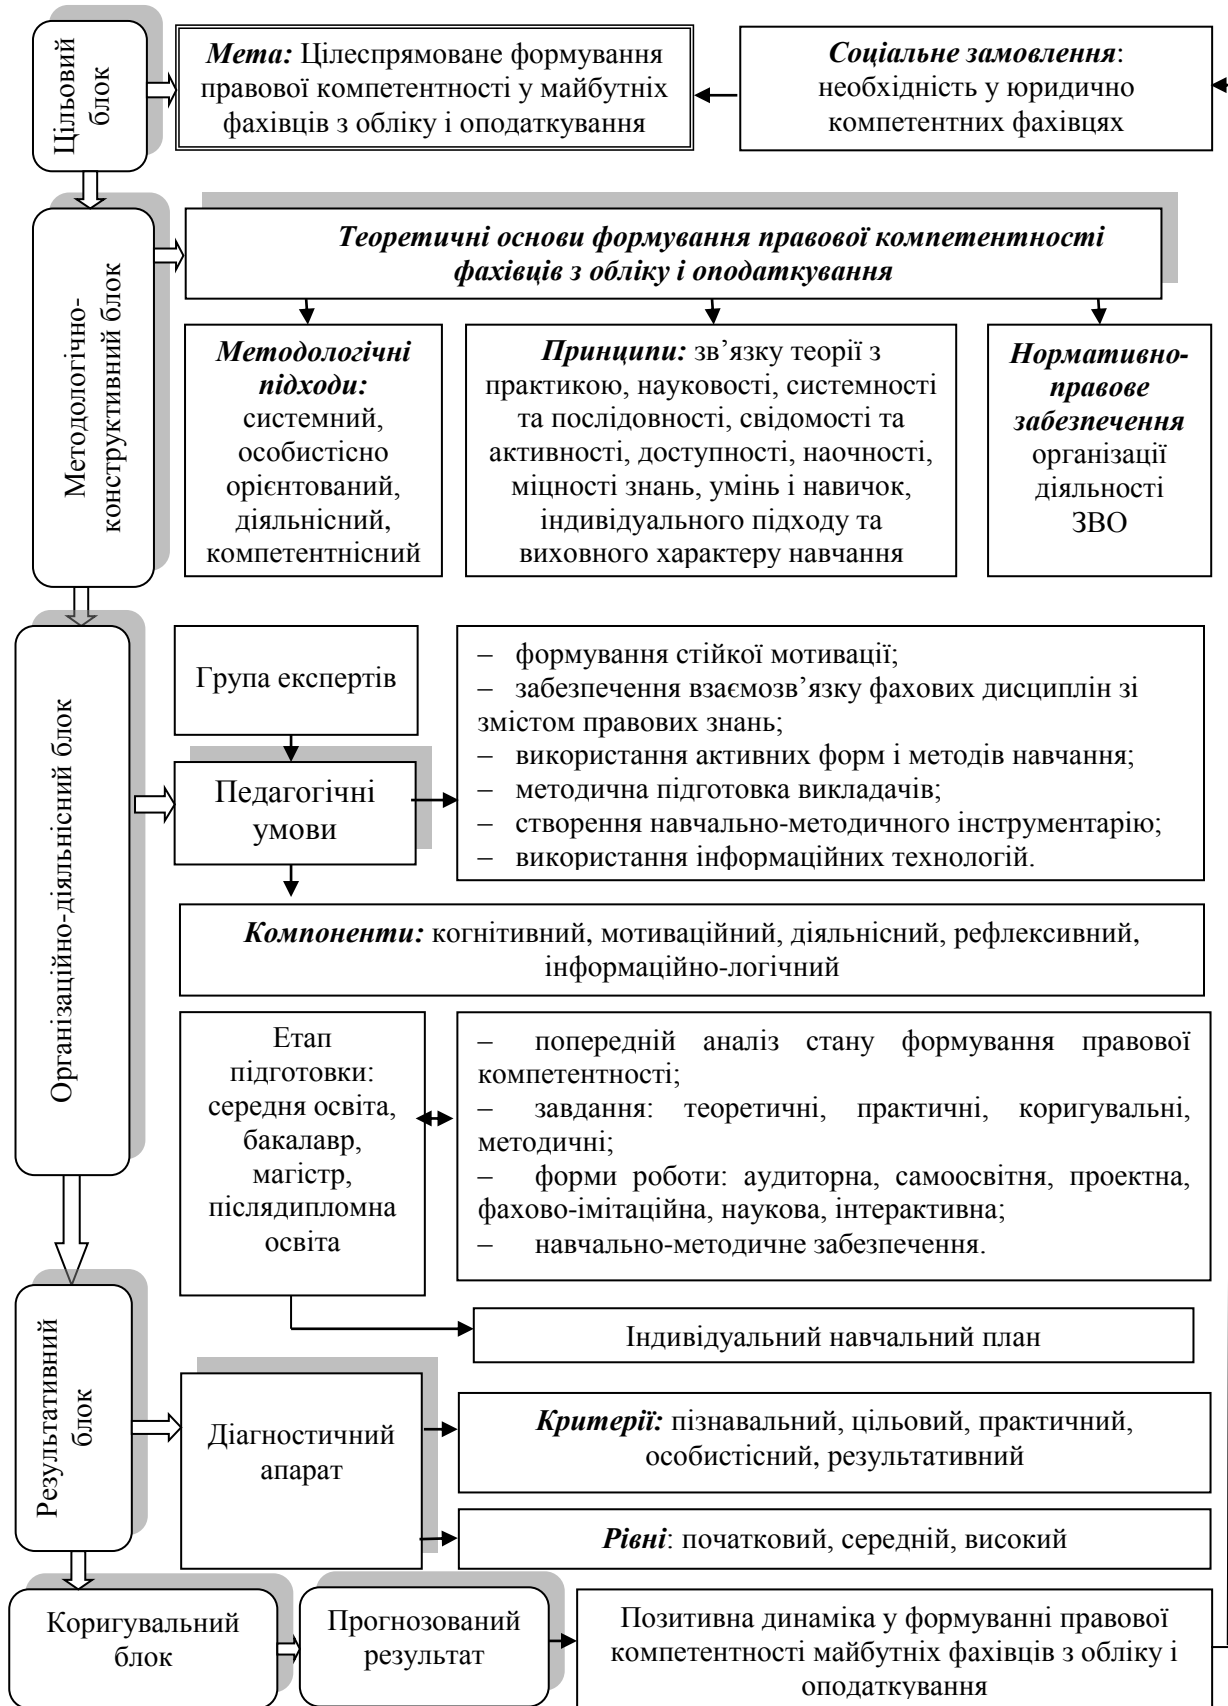 Цільовий
блок
Мета: Цілеспрямоване формування
правової компетентності у майбутніх
фахівців з обліку і оподаткування
Соціальне замовлення:
необхідність у юридично
компетентних фахівцях
Методологічно-
конструктивний блок
Теоретичні основи формування правової компетентності
фахівців з обліку і оподаткування
Методологічні
підходи:
системний,
особистісно
орієнтований,
діяльнісний,
компетентнісний
Принципи: зв’язку теорії з
практикою, науковості, системності
та послідовності, свідомості та
активності, доступності, наочності,
міцності знань, умінь і навичок,
індивідуального підходу та
виховного характеру навчання
Нормативно-
правове
забезпечення
організації
діяльності
ЗВО
Організаційно-діяльнісний блок
Група експертів
Педагогічні
умови
– формування стійкої мотивації;
– забезпечення взаємозв’язку фахових дисциплін зі
змістом правових знань;
– використання активних форм і методів навчання;
– методична підготовка викладачів;
– створення навчально-методичного інструментарію;
– використання інформаційних технологій.
Компоненти: когнітивний, мотиваційний, діяльнісний, рефлексивний,
інформаційно-логічний
Етап
підготовки:
середня освіта,
бакалавр,
магістр,
післядипломна
освіта
– попередній аналіз стану формування правової
компетентності;
– завдання: теоретичні, практичні, коригувальні,
методичні;
– форми роботи: аудиторна, самоосвітня, проектна,
фахово-імітаційна, наукова, інтерактивна;
– навчально-методичне забезпечення.
Індивідуальний навчальний план
Результативний
блок
Діагностичний
апарат
Критерії: пізнавальний, цільовий, практичний,
особистісний, результативний
Рівні: початковий, середній, високий
Коригувальний
блок
Прогнозований
результат
Позитивна динаміка у формуванні правової
компетентності майбутніх фахівців з обліку і
оподаткування